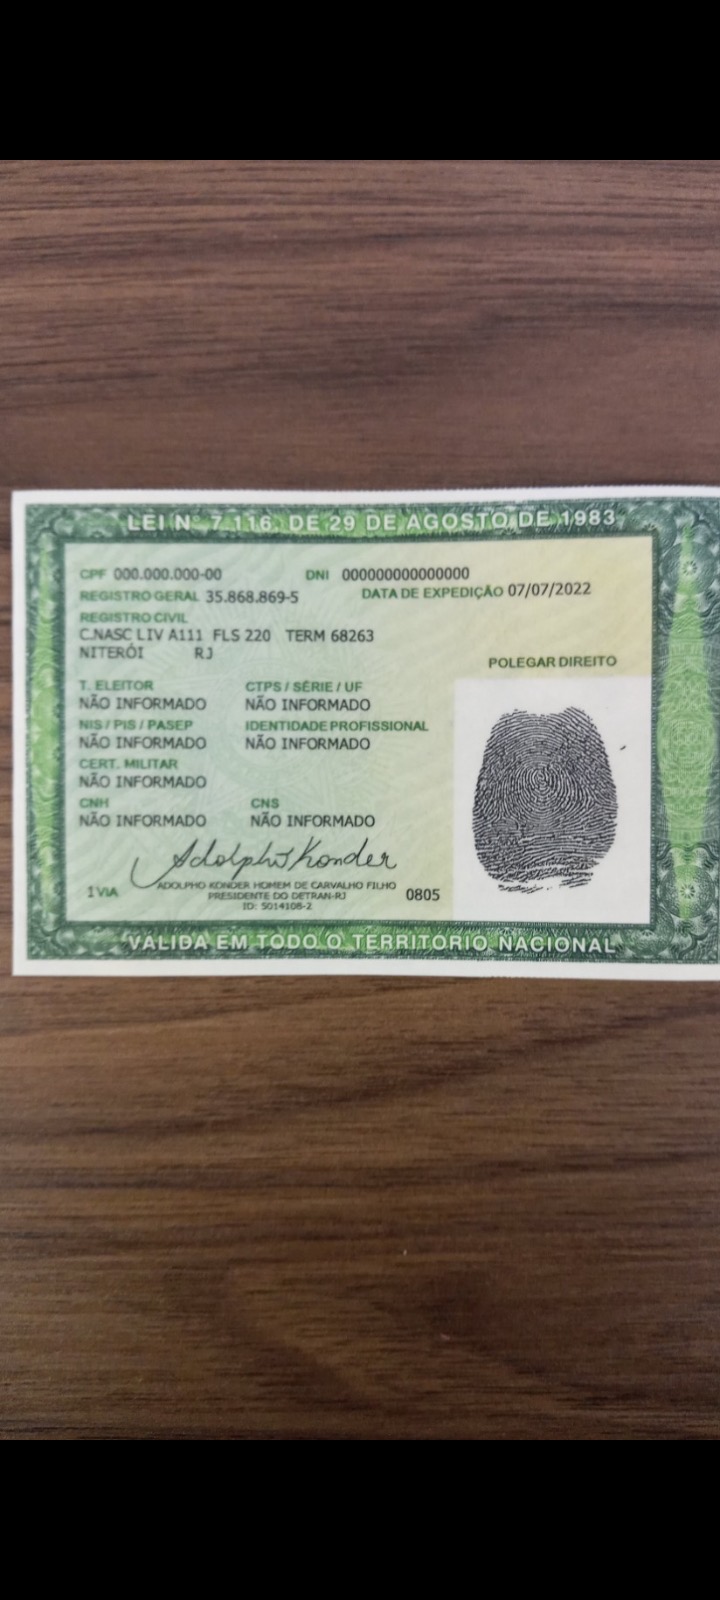 LEI Nº 7.116, DE 29 DE AGOSTO DE 1983
CPF 000.000.000-00 DNI 000000000000000
REGISTRO GERAL 35.868.869-5 DATA DE EXPEDIÇÃO 07/07/2022
REGISTRO CIVIL
C.NASC LIV A111 FLS 220 TERM 68263
NITERÓI RJ
POLEGAR DIREITO
T. ELEITOR CTPS / SÉRIE / UF
NÃO INFORMADO NÃO INFORMADO
NIS / PIS / PASEP IDENTIDADE PROFISSIONAL
NÃO INFORMADO NÃO INFORMADO
CERT. MILITAR
NÃO INFORMADO
CNH CNS
NÃO INFORMADO NÃO INFORMADO
Adolpho Konder
1 VIA ADOLPHO KONDER HOMEM DE CARVALHO FILHO 0805
PRESIDENTE DO DETRAN-RJ
ID: 5014108-2
VÁLIDA EM TODO O TERRITÓRIO NACIONAL